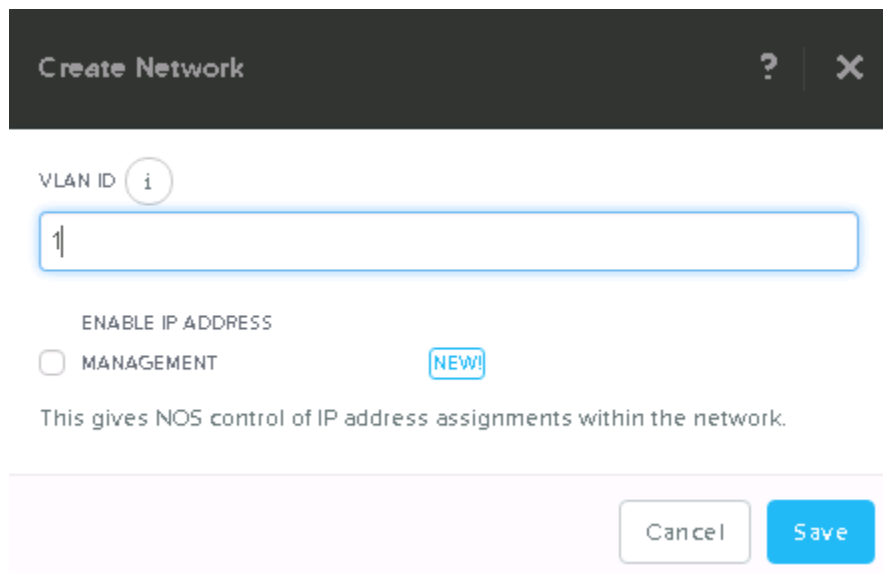 Create Network ? ×
VLAN ID i
1
ENABLE IP ADDRESS
MANAGEMENT NEW!
This gives NOS control of IP address assignments within the network.
Cancel Save